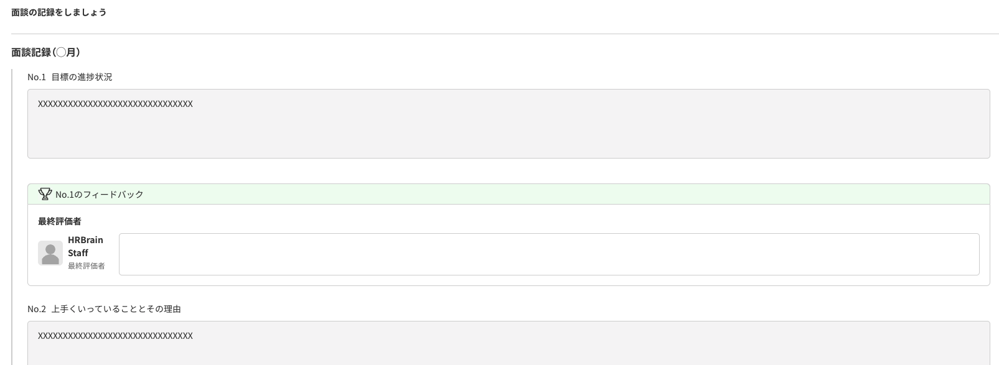 面談の記録をしましょう
面談記録(◯月)
No.1 目標の進捗状況
XXXXXXXXXXXXXXXXXXXXXXXXXXXXXXX
No.1のフィードバック
最終評価者
HRBrain
Staff
最終評価者
No.2 上手くいっていることとその理由
XXXXXXXXXXXXXXXXXXXXXXXXXXXXXXX